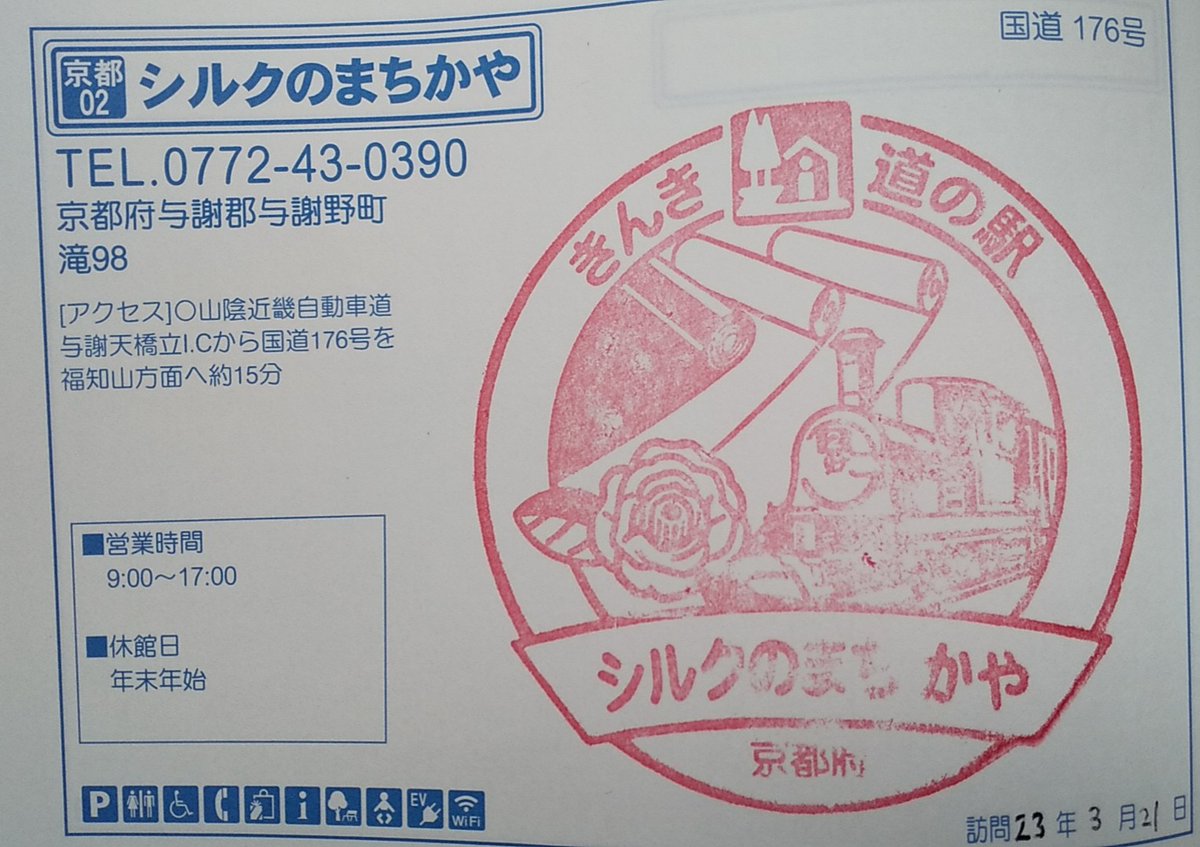 国道 176号
京都
02
シルクのまちかや
TEL.0772-43-0390
京都府与謝郡与謝野町
滝98
[アクセス]〇山陰近畿自動車道
与謝天橋立I.Cから国道176号を
福知山方面へ約15分
■営業時間
9:00〜17:00
■休館日
年末年始
きんき 道の駅
シルクのまちかや
京都府
P
i
EV
WiFi
訪問23年3月21日